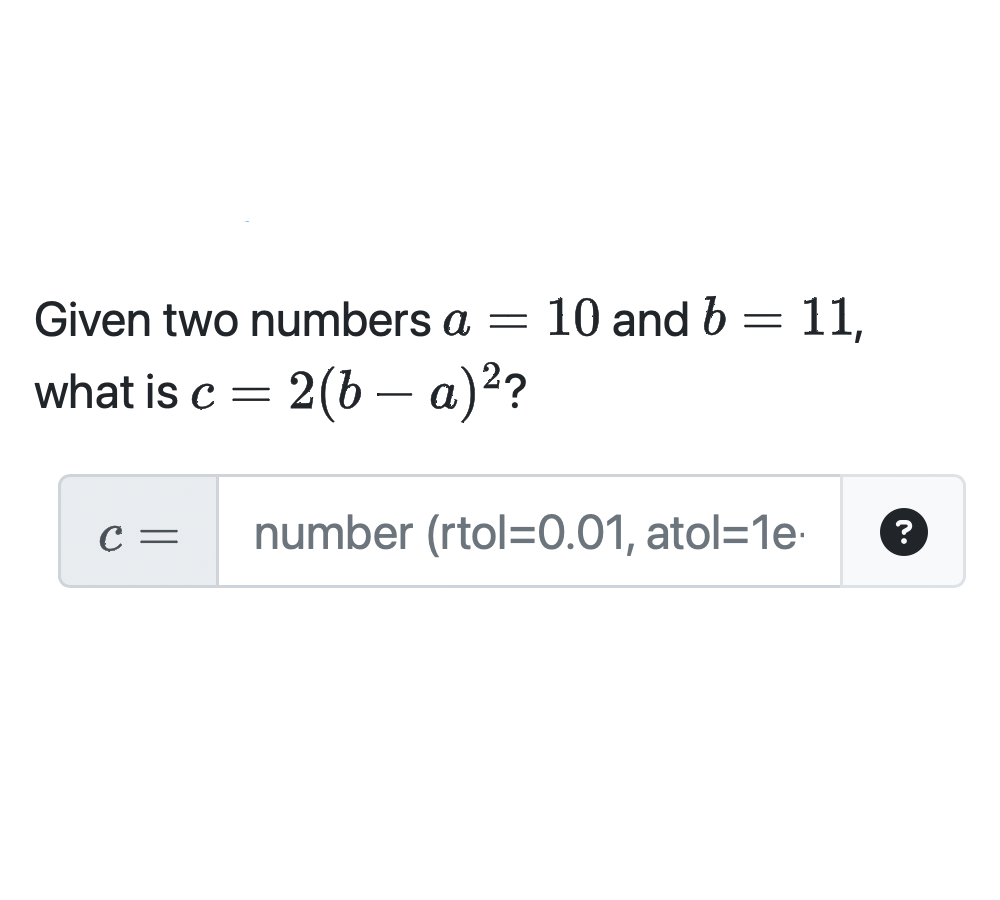 Given two numbers a = 10 and b = 11,
what is c = 2(b − a)²?
c = number (rtol=0.01, atol=1e- ?